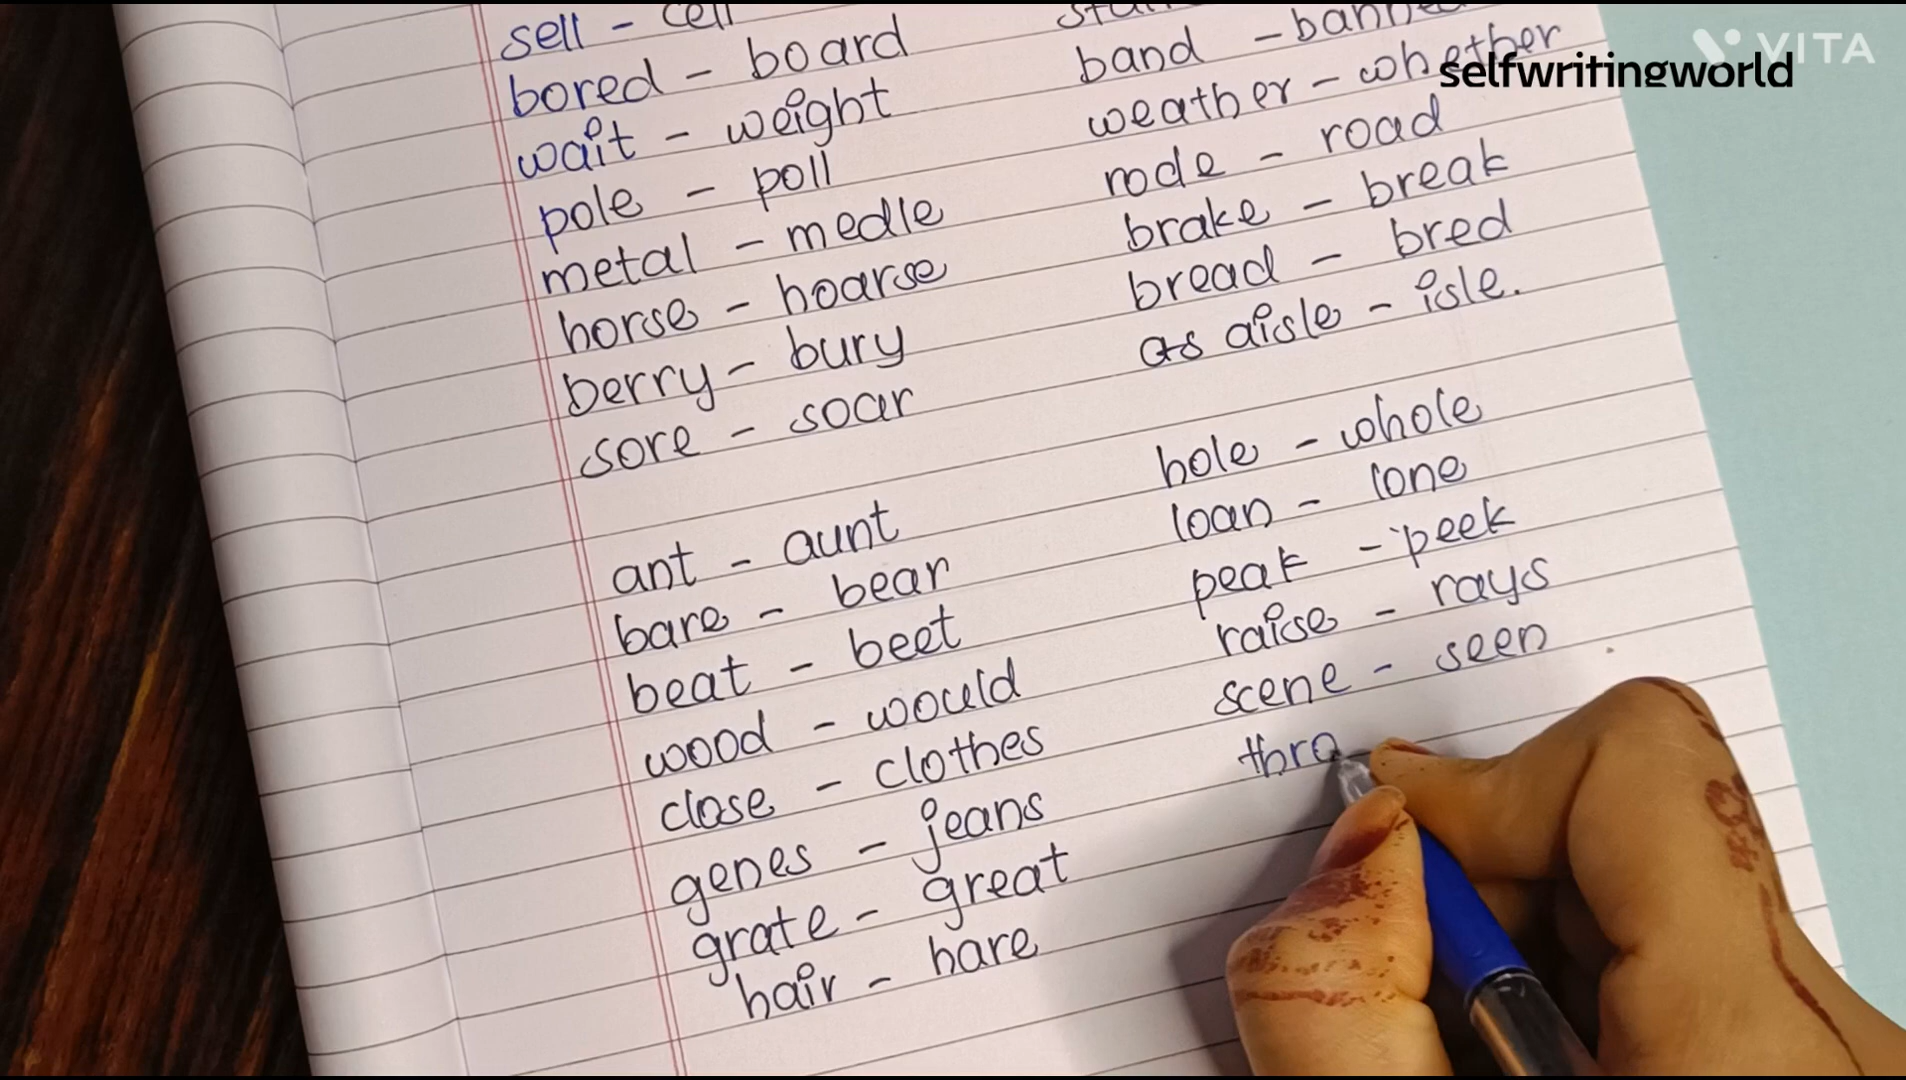 sell - cell
bored - board
wait - weight
pole - poll
metal - medle
horse - hoarse
berry - bury
sore - soar
ant - aunt
bare - bear
beat - beet
wood - would
close - clothes
genes - jeans
grate - great
hair - hare
band -
weather - whether
rode - road
brake - break
bread - bred
as aisle - isle.
hole - whole
loan - lone
peak - peek
raise - rays
scene - seen
thro
VITA
selfwritingworld